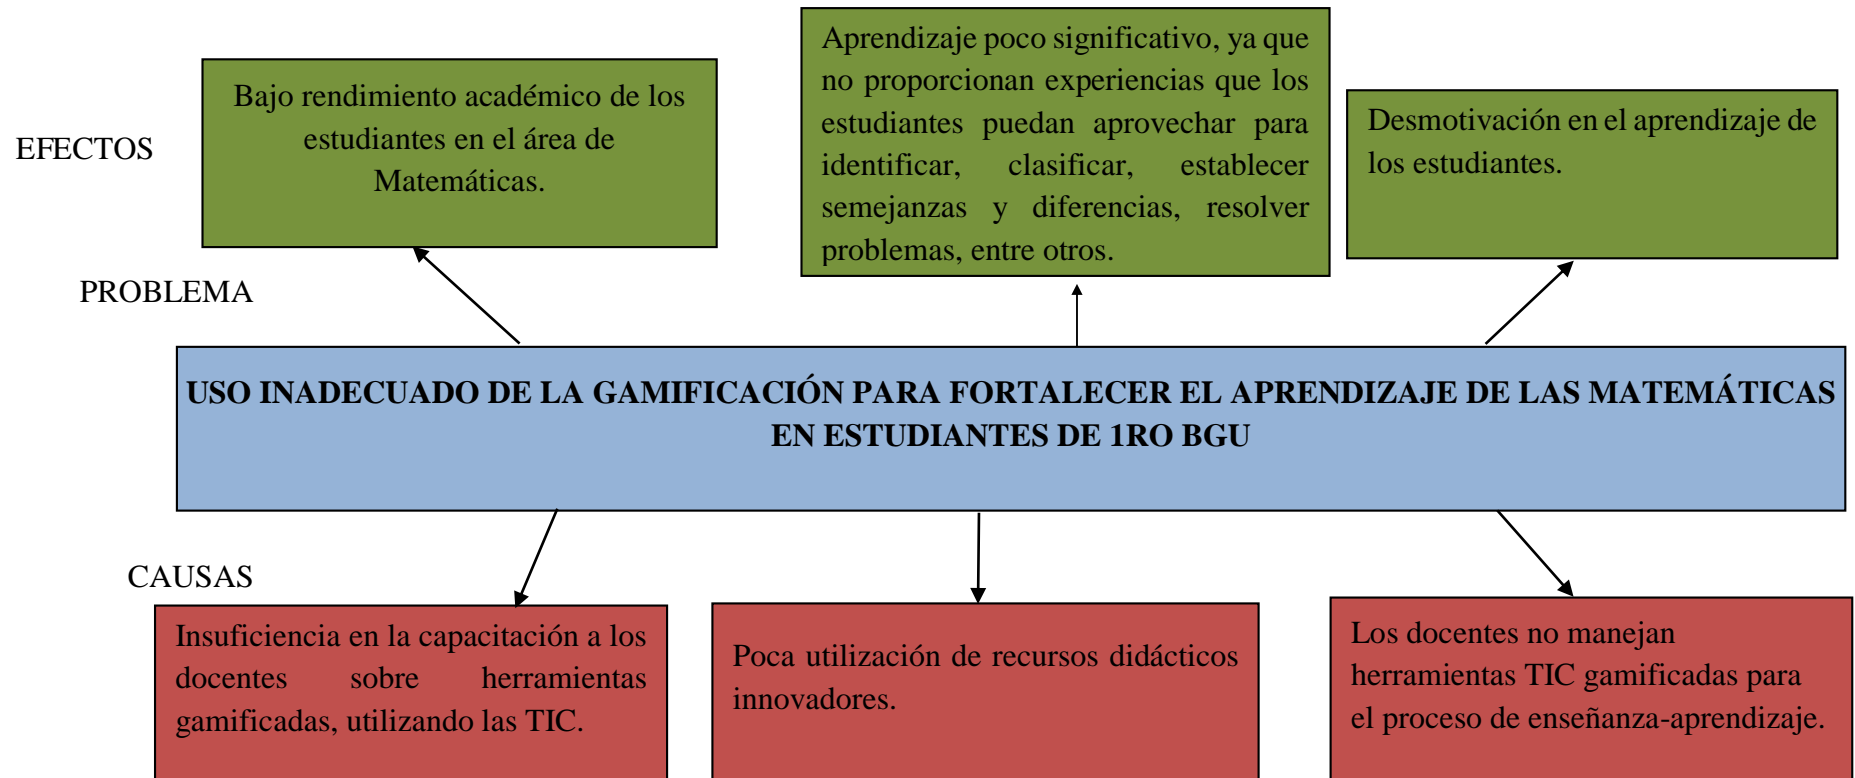 EFECTOS
Bajo rendimiento académico de los
estudiantes en el área de
Matemáticas.
Aprendizaje poco significativo, ya que
no proporcionan experiencias que los
estudiantes puedan aprovechar para
identificar, clasificar, establecer
semejanzas y diferencias, resolver
problemas, entre otros.
Desmotivación en el aprendizaje de
los estudiantes.
PROBLEMA
USO INADECUADO DE LA GAMIFICACIÓN PARA FORTALECER EL APRENDIZAJE DE LAS MATEMÁTICAS
EN ESTUDIANTES DE 1RO BGU
CAUSAS
Insuficiencia en la capacitación a los
docentes sobre herramientas
gamificadas, utilizando las TIC.
Poca utilización de recursos didácticos
innovadores.
Los docentes no manejan
herramientas TIC gamificadas para
el proceso de enseñanza-aprendizaje.